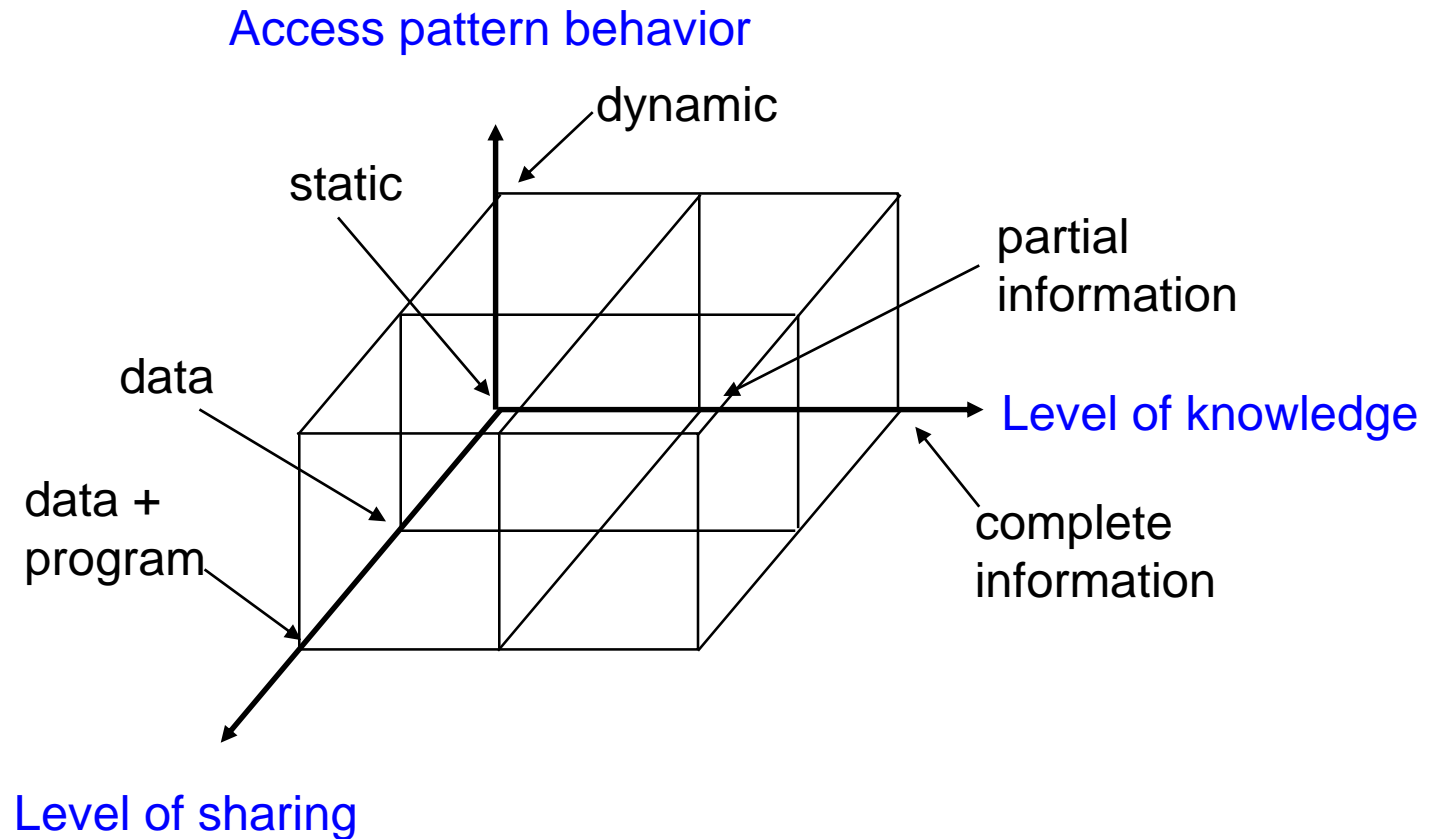 Access pattern behavior
dynamic
static
partial
information
data
Level of knowledge
data +
program
complete
information
Level of sharing